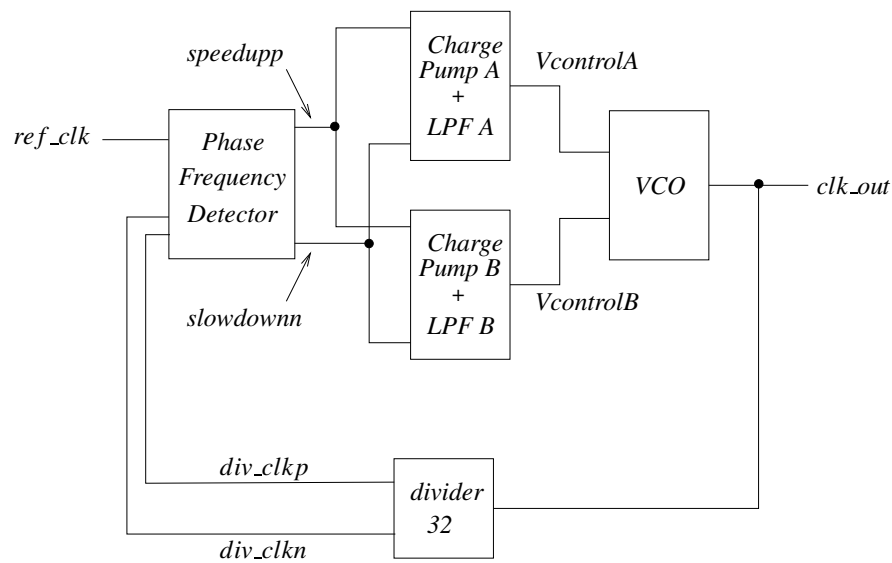 speedupp
Charge
Pump A
+
LPF A
VcontrolA
ref_clk
Phase
Frequency
Detector
VCO
clk_out
slowdownn
Charge
Pump B
+
LPF B
VcontrolB
div_clkp
divider
32
div_clkn